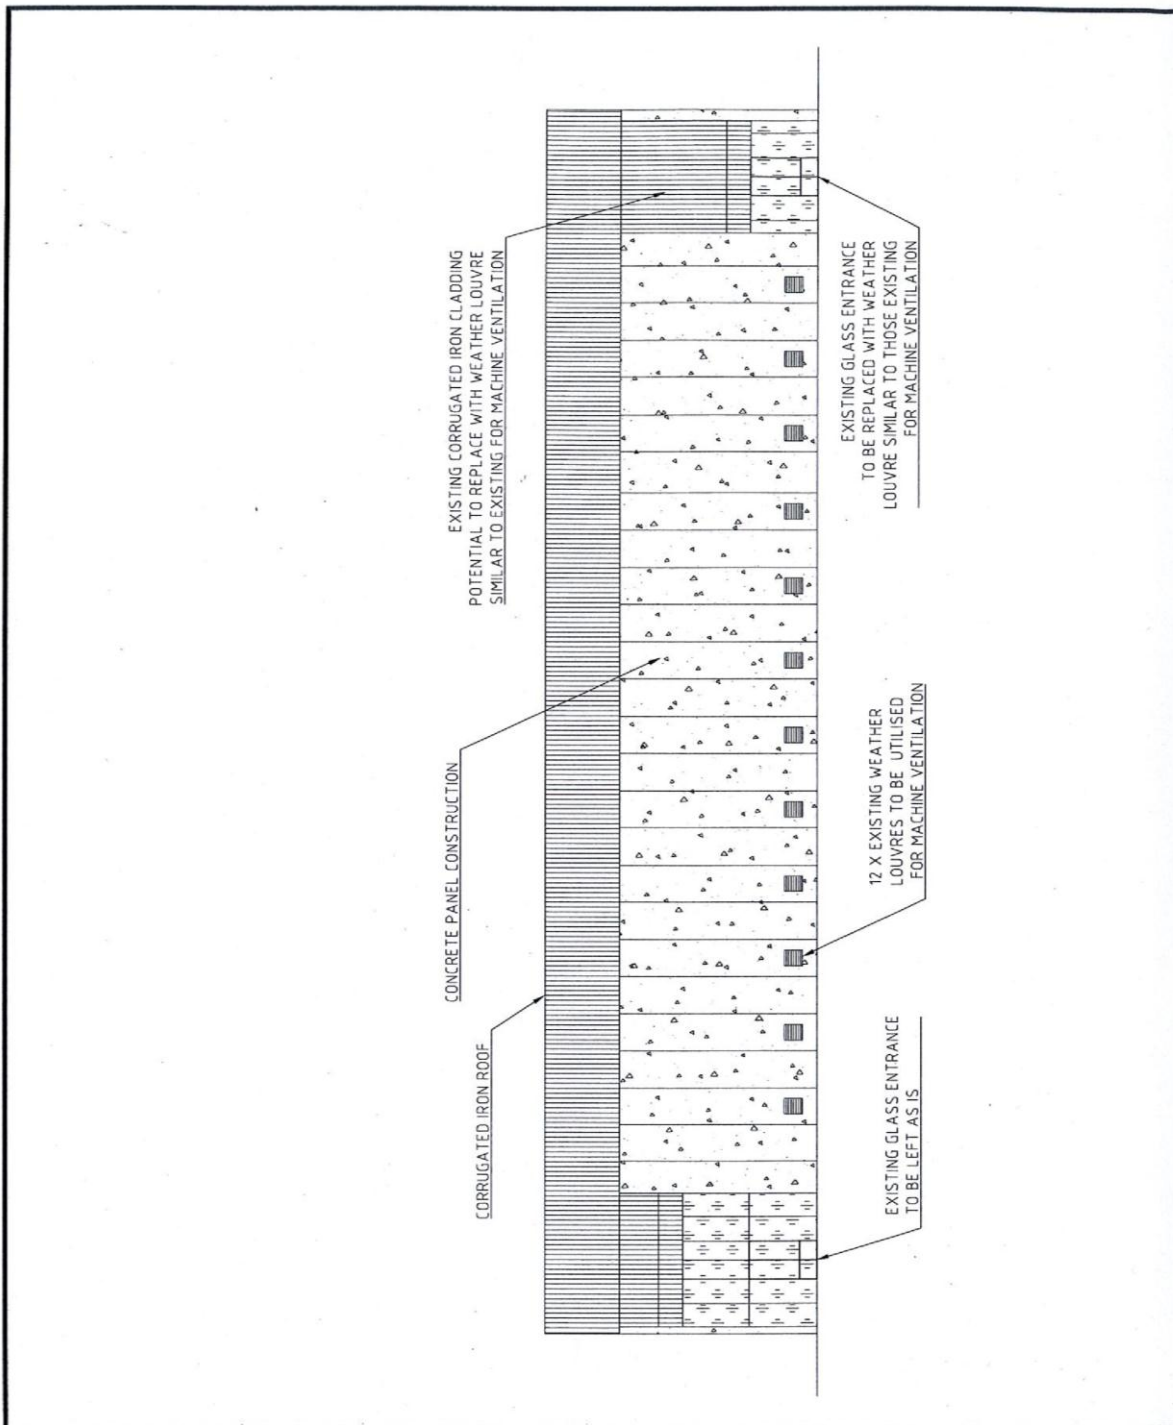 CORRUGATED IRON ROOF
CONCRETE PANEL CONSTRUCTION
EXISTING CORRUGATED IRON CLADDING
POTENTIAL TO REPLACE WITH WEATHER LOUVRE
SIMILAR TO EXISTING FOR MACHINE VENTILATION
EXISTING GLASS ENTRANCE
TO BE LEFT AS IS
12 X EXISTING WEATHER
LOUVRES TO BE UTILISED
FOR MACHINE VENTILATION
EXISTING GLASS ENTRANCE
TO BE REPLACED WITH WEATHER
LOUVRE SIMILAR TO THOSE EXISTING
FOR MACHINE VENTILATION